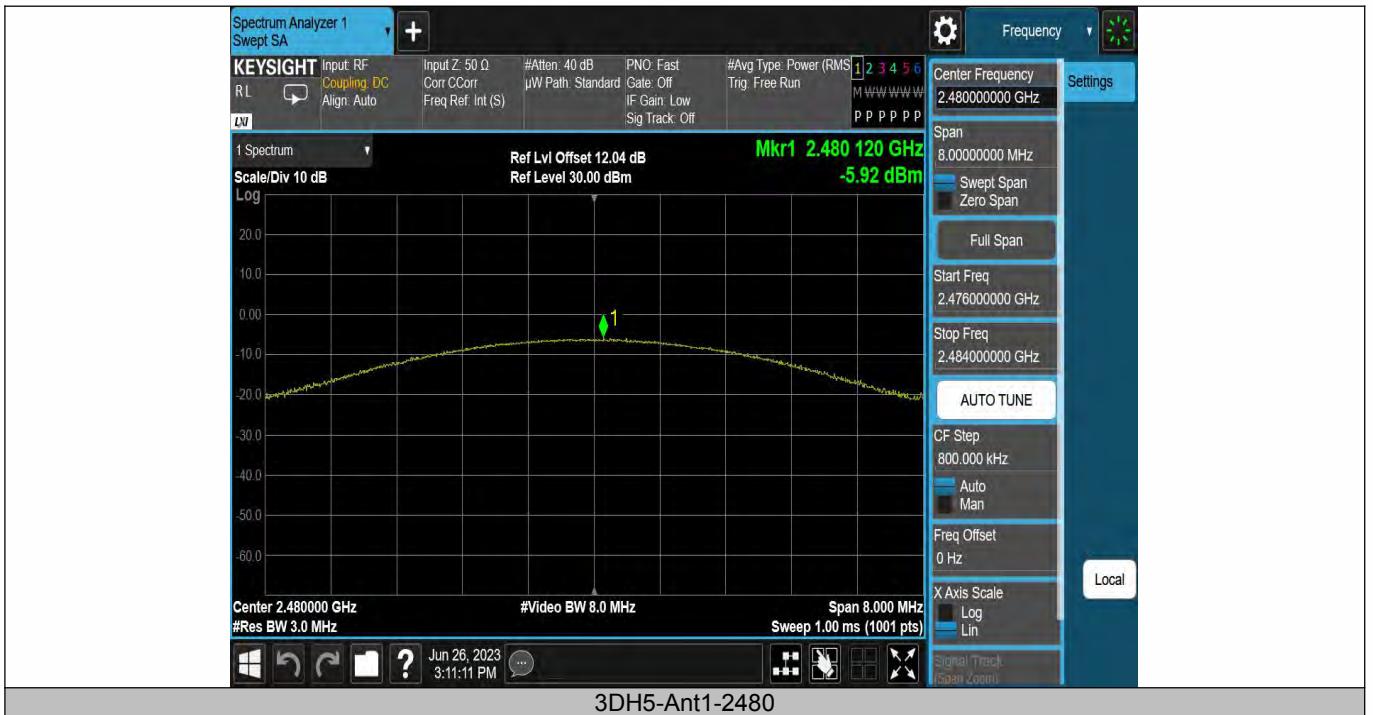 Spectrum Analyzer 1
Swept SA
+
Frequency
KEYSIGHT
RL
LXI
Input: RF
Coupling: DC
Align: Auto
Input Z: 50 Ω
Corr CCorr
Freq Ref: Int (S)
#Atten: 40 dB
µW Path: Standard
PNO: Fast
Gate: Off
IF Gain: Low
Sig Track: Off
#Avg Type: Power (RMS
Trig: Free Run
1 2 3 4 5 6
M W W W W W
P P P P P P
1 Spectrum
Scale/Div 10 dB
Log
Ref Lvl Offset 12.04 dB
Ref Level 30.00 dBm
Mkr1 2.480 120 GHz
-5.92 dBm
20.0
10.0
0.00
-10.0
-20.0
-30.0
-40.0
-50.0
-60.0
1
Center 2.480000 GHz
#Res BW 3.0 MHz
#Video BW 8.0 MHz
Span 8.000 MHz
Sweep 1.00 ms (1001 pts)
?
Jun 26, 2023
3:11:11 PM
Center Frequency
2.480000000 GHz
Settings
Span
8.00000000 MHz
Swept Span
Zero Span
Full Span
Start Freq
2.476000000 GHz
Stop Freq
2.484000000 GHz
AUTO TUNE
CF Step
800.000 kHz
Auto
Man
Freq Offset
0 Hz
X Axis Scale
Log
Lin
Signal Track
(Span Zoom)
Local
3DH5-Ant1-2480